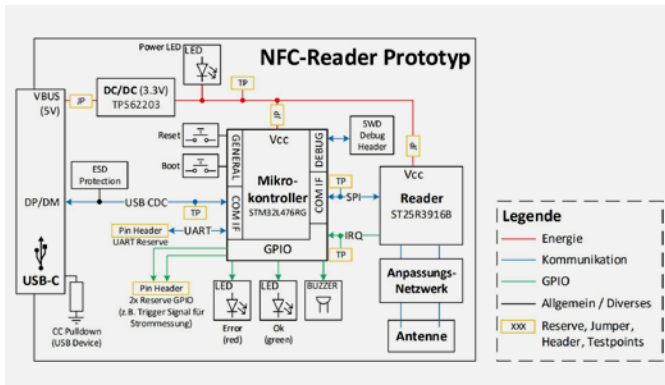 NFC-Reader Prototyp
Power LED
LED
VBUS
(5V)
JP
DC/DC (3.3V)
TPS62203
TP
JP
JP
Reset
Boot
GENERAL
Vcc
DEBUG
SWD
Debug
Header
ESD
Protection
Mikro-
kontroller
STM32L476RG
COM IF
COM IF
TP
SPI
Vcc
Reader
ST25R3916B
DP/DM
USB CDC
TP
Pin Header
UART Reserve
UART
GPIO
IRQ
TP
USB-C
Pin Header
2x Reserve GPIO
(z.B. Trigger Signal für
Strommessung)
LED
Error
(red)
LED
Ok
(green)
BUZZER
Anpassungs-
Netzwerk
Antenne
CC Pulldown
(USB Device)
Legende
Energie
Kommunikation
GPIO
Allgemein / Diverses
XXX
Reserve, Jumper,
Header, Testpoints